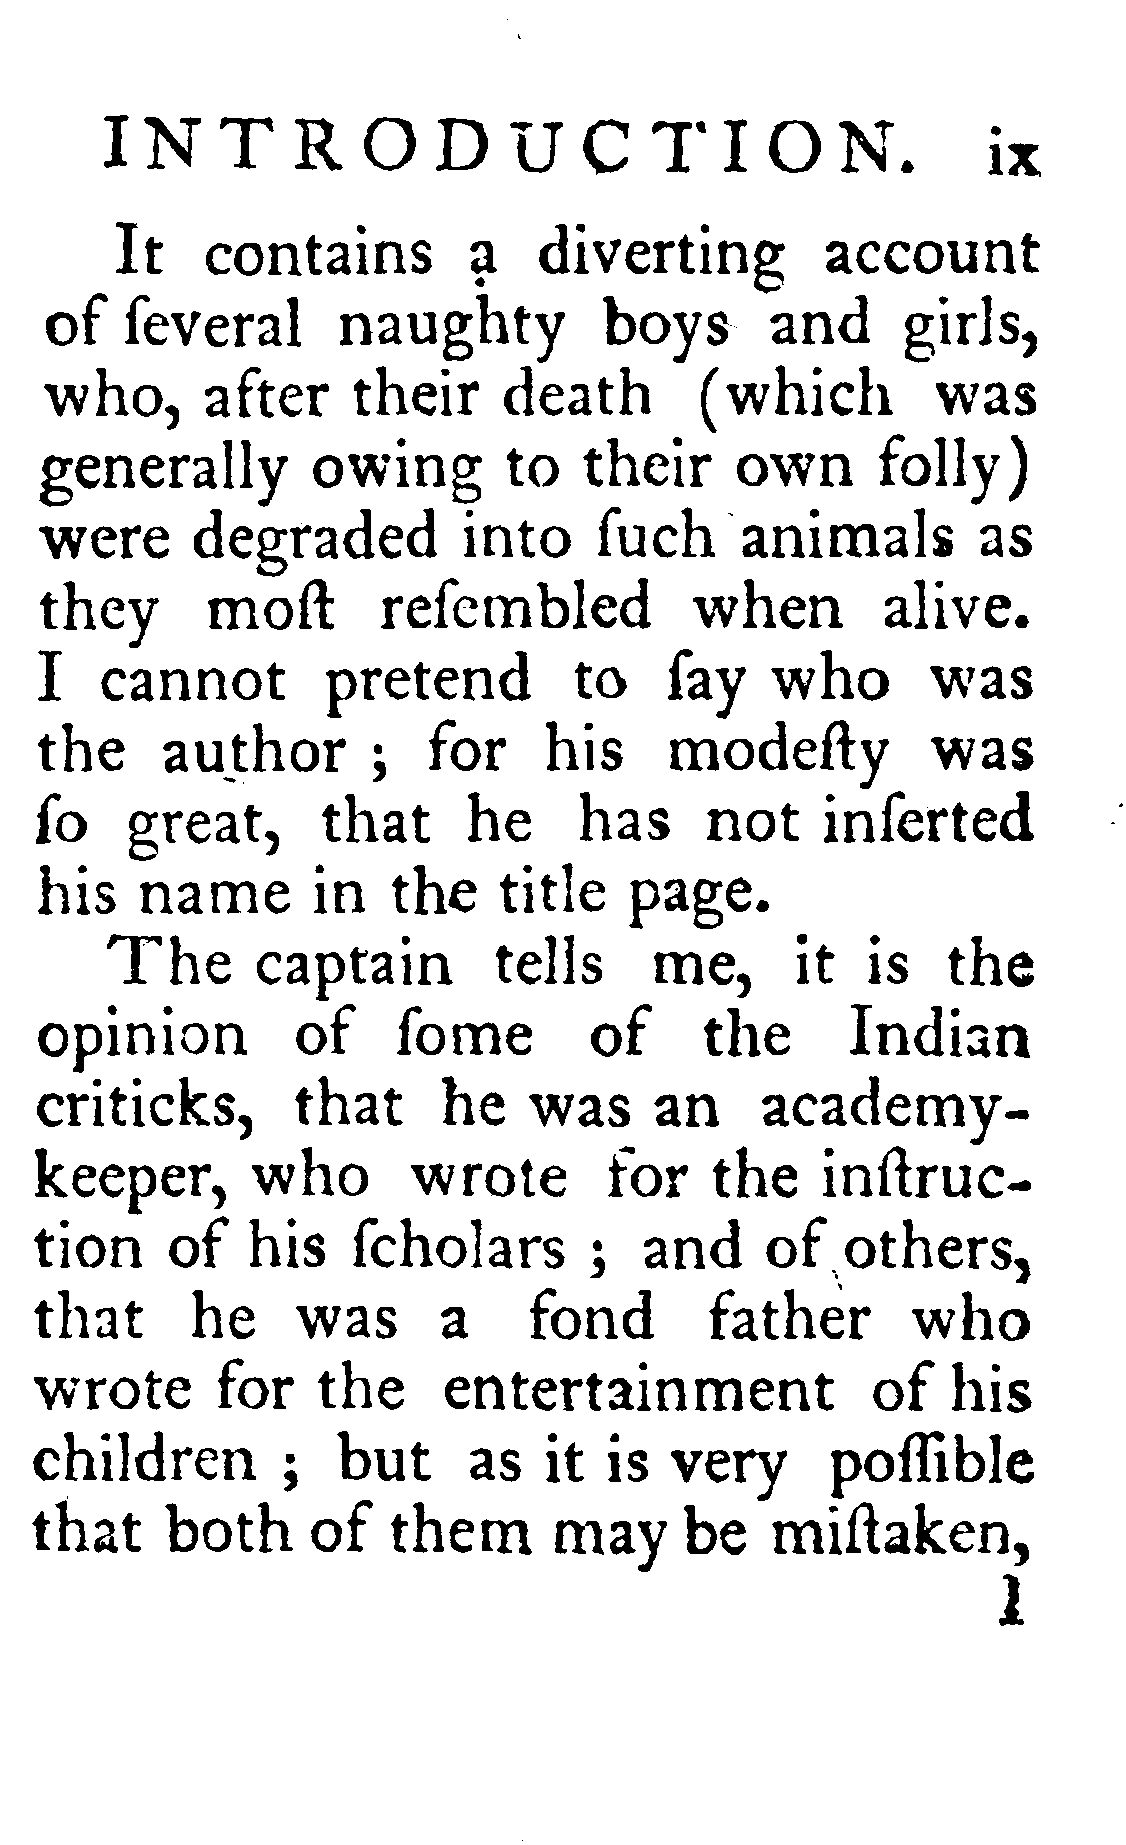 INTRODUCTION. ix
It contains a diverting account
of ſeveral naughty boys and girls,
who, after their death (which was
generally owing to their own folly)
were degraded into ſuch animals as
they moſt reſembled when alive.
I cannot pretend to ſay who was
the author ; for his modeſty was
ſo great, that he has not inſerted
his name in the title page.
The captain tells me, it is the
opinion of ſome of the Indian
criticks, that he was an academy-
keeper, who wrote for the inſtruc-
tion of his ſcholars ; and of others,
that he was a fond father who
wrote for the entertainment of his
children ; but as it is very poſſible
that both of them may be miſtaken,
I